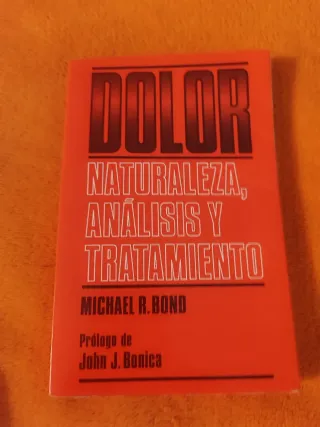 DOLOR
NATURALEZA,
ANÁLISIS Y
TRATAMIENTO
MICHAEL R. BOND
Prólogo de
John J. Bonica